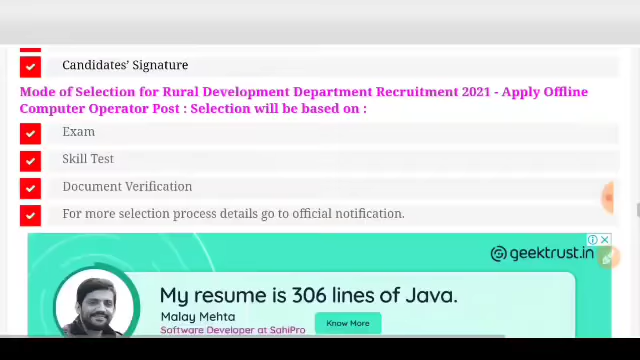 Candidates’ Signature
Mode of Selection for Rural Development Department Recruitment 2021 - Apply Offline
Computer Operator Post : Selection will be based on :
Exam
Skill Test
Document Verification
For more selection process details go to official notification.
geektrust.in
My resume is 306 lines of Java.
Malay Mehta
Software Developer at SahiPro
Know More